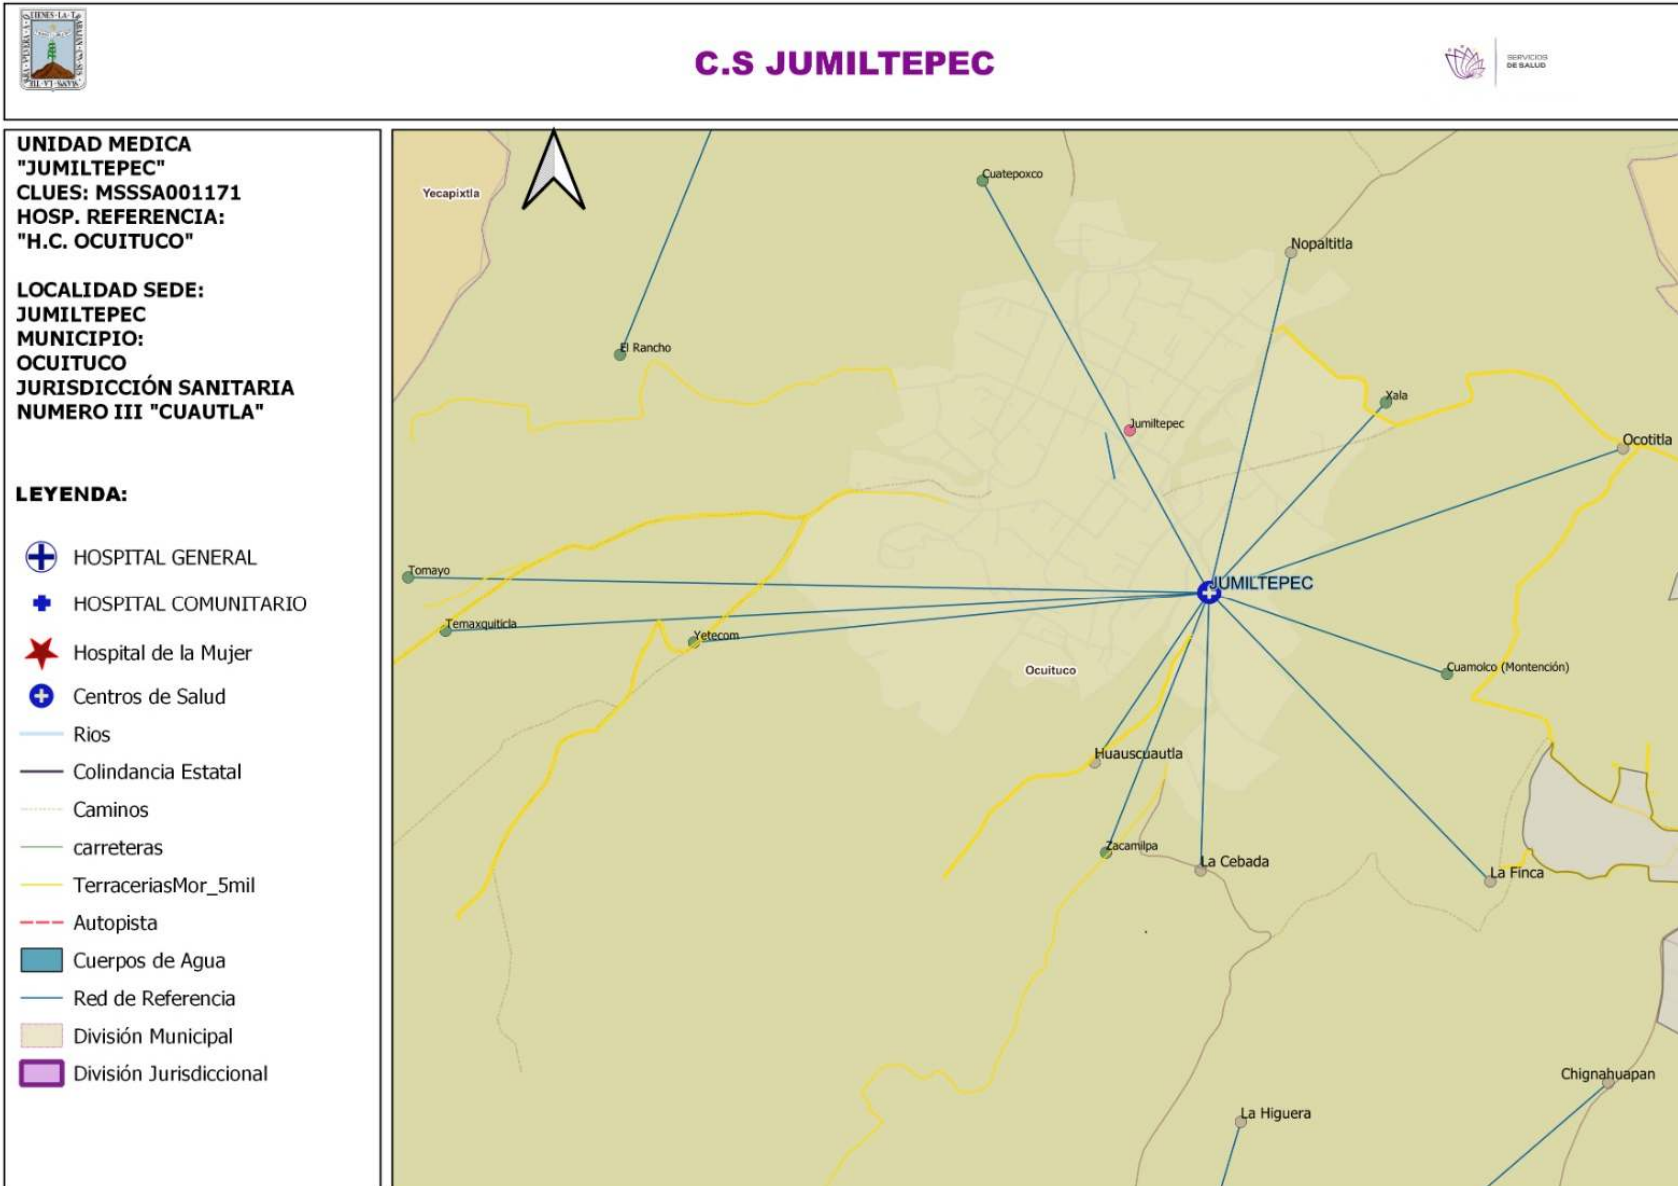 C.S JUMILTEPEC
SERVICIOS
DE SALUD
UNIDAD MEDICA
"JUMILTEPEC"
CLUES: MSSSA001171
HOSP. REFERENCIA:
"H.C. OCUITUCO"
LOCALIDAD SEDE:
JUMILTEPEC
MUNICIPIO:
OCUITUCO
JURISDICCIÓN SANITARIA
NUMERO III "CUAUTLA"
LEYENDA:
HOSPITAL GENERAL
HOSPITAL COMUNITARIO
Hospital de la Mujer
Centros de Salud
Rios
Colindancia Estatal
Caminos
carreteras
TerraceriasMor_5mil
Autopista
Cuerpos de Agua
Red de Referencia
División Municipal
División Jurisdiccional
Yecapixtla
Cuatepoxco
Nopaltitla
El Rancho
Xala
Jumiltepec
Ocotitla
Tomayo
JUMILTEPEC
Temaxquiticla
Yetecom
Ocuituco
Cuamolco (Montención)
Huauscuautla
Zacamilpa
La Cebada
La Finca
Chignahuapan
La Higuera